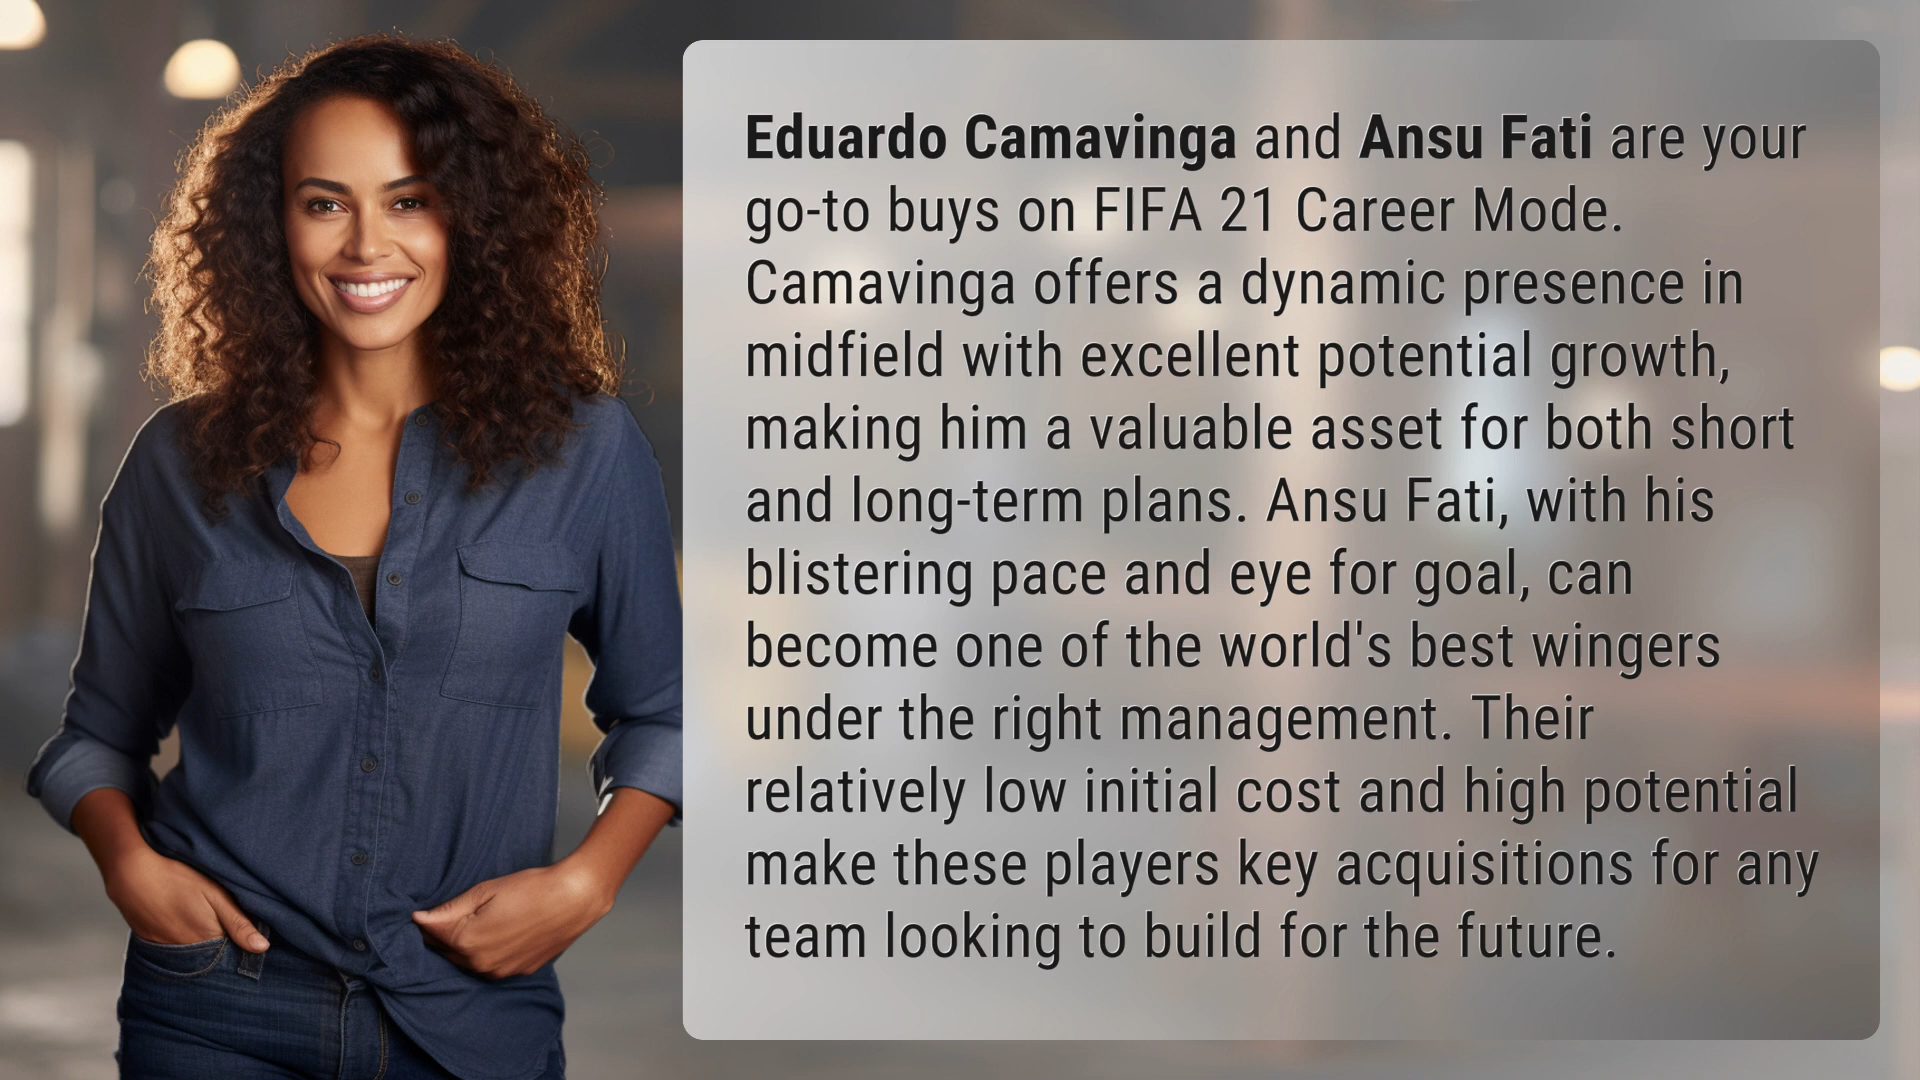 Eduardo Camavinga and Ansu Fati are your
go-to buys on FIFA 21 Career Mode.
Camavinga offers a dynamic presence in
midfield with excellent potential growth,
making him a valuable asset for both short
and long-term plans. Ansu Fati, with his
blistering pace and eye for goal, can
become one of the world's best wingers
under the right management. Their
relatively low initial cost and high potential
make these players key acquisitions for any
team looking to build for the future.